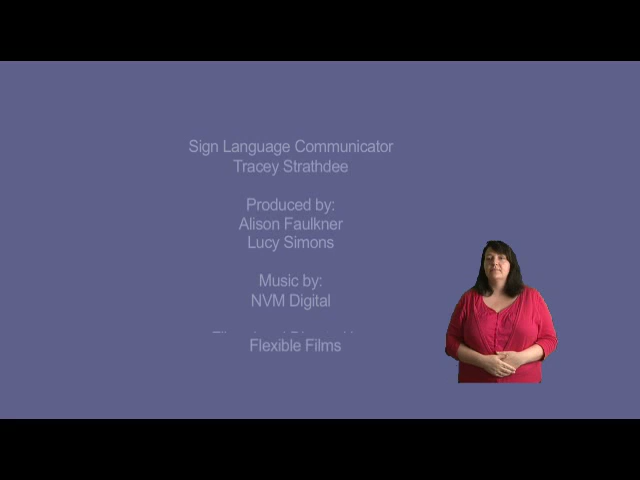 Sign Language Communicator
Tracey Strathdee
Produced by:
Alison Faulkner
Lucy Simons
Music by:
NVM Digital
Flexible Films